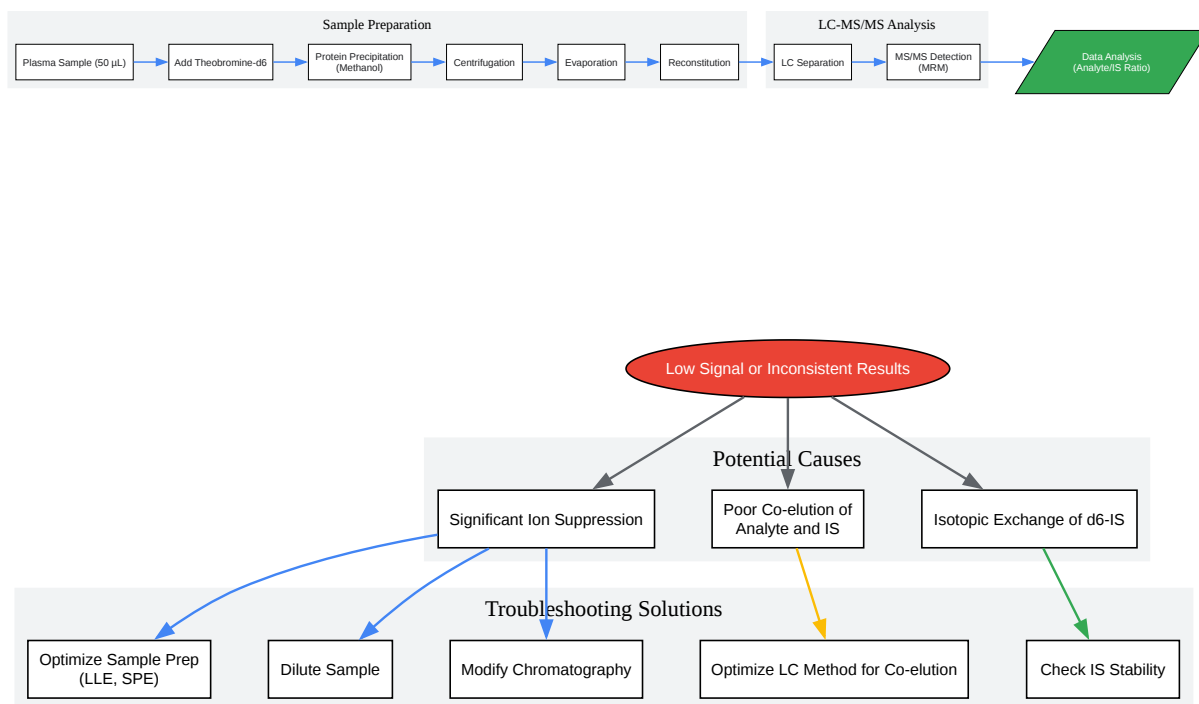 Sample Preparation
LC-MS/MS Analysis
Plasma Sample (50 µL)
Add Theobromine-d6
Protein Precipitation
(Methanol)
Centrifugation
Evaporation
Reconstitution
LC Separation
MS/MS Detection
(MRM)
Data Analysis
(Analyte/IS Ratio)
Low Signal or Inconsistent Results
Potential Causes
Significant Ion Suppression
Poor Co-elution of
Analyte and IS
Isotopic Exchange of d6-IS
Troubleshooting Solutions
Optimize Sample Prep
(LLE, SPE)
Dilute Sample
Modify Chromatography
Optimize LC Method for Co-elution
Check IS Stability